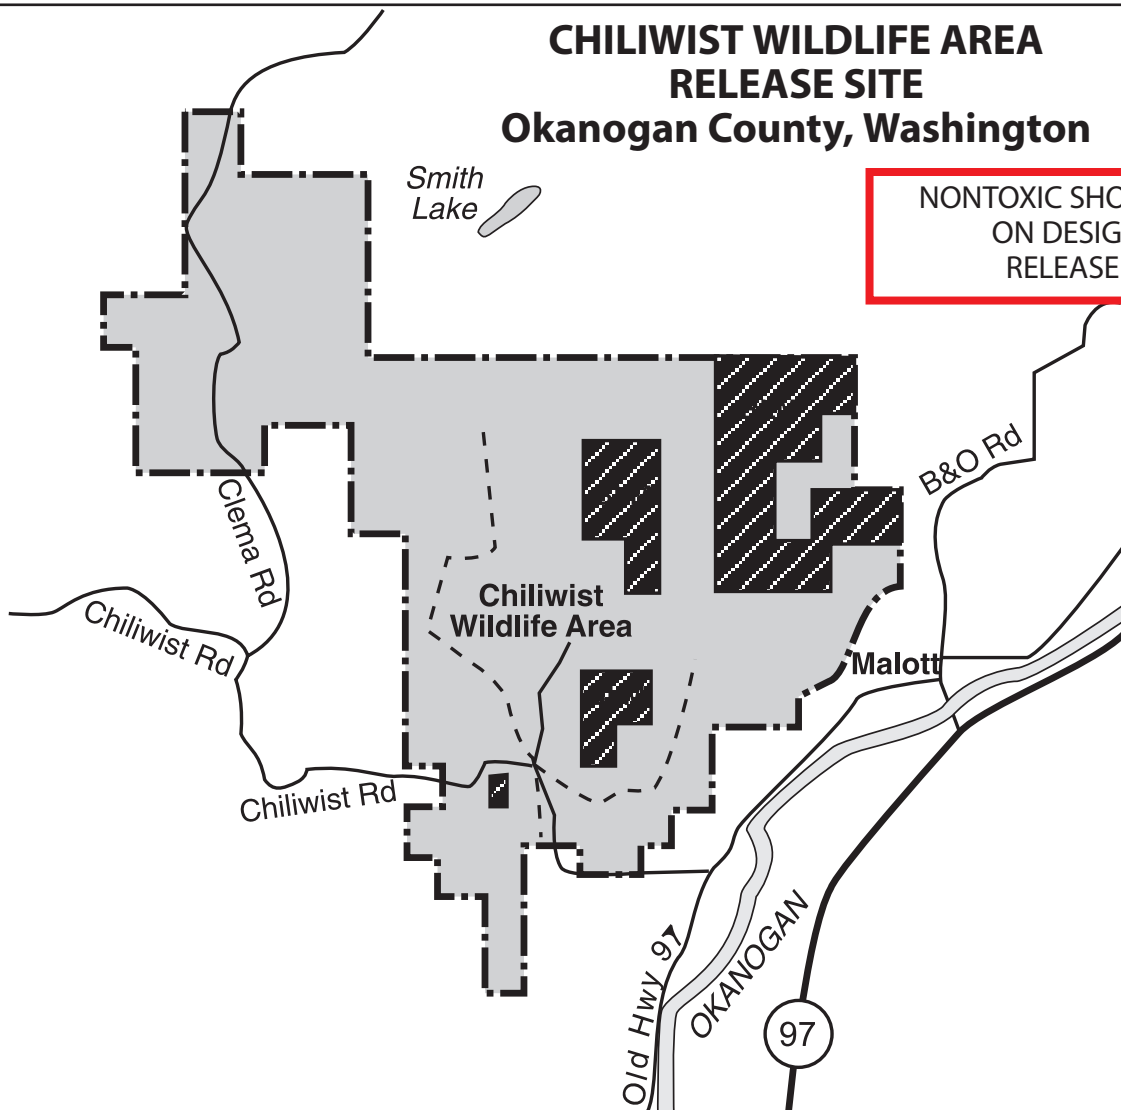 CHILIWIST WILDLIFE AREA
RELEASE SITE
Okanogan County, Washington
Smith
Lake
NONTOXIC SHO
ON DESIG
RELEASE
B&O Rd
Clema Rd
Chiliwist
Wildlife Area
Chiliwist Rd
Malott
Chiliwist Rd
Old Hwy 97
OKANOGAN
97